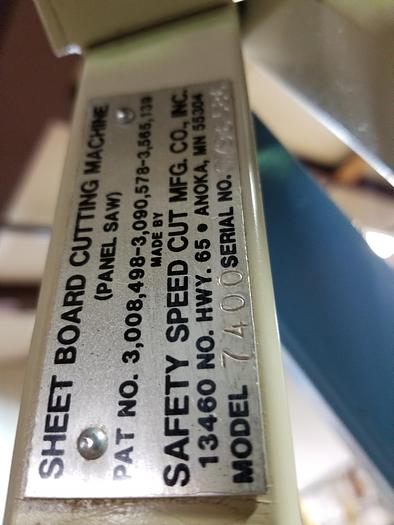 SHEET BOARD CUTTING MACHINE
(PANEL SAW)
PAT NO. 3,008,498-3,090,578-3,565,139
MADE BY
SAFETY SPEED CUT MFG. CO., INC.
13460 NO. HWY. 65 • ANOKA, MN 55304
MODEL 7400 SERIAL NO.